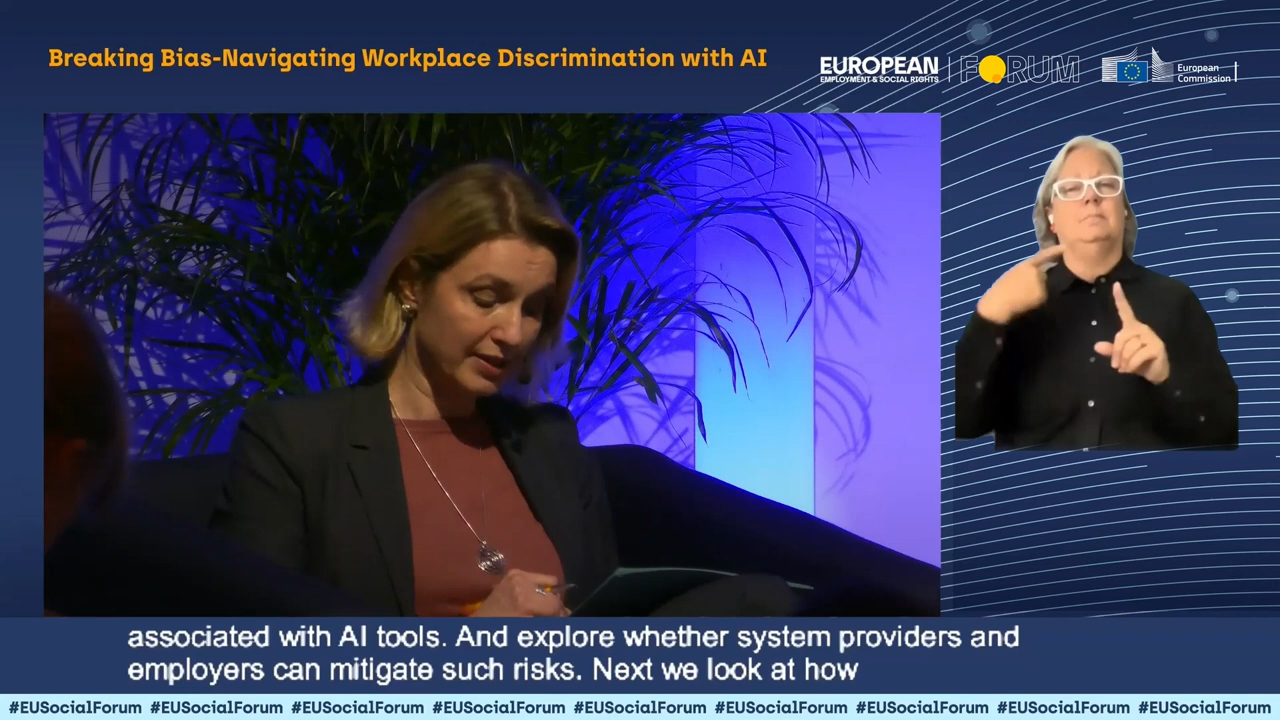 Breaking Bias-Navigating Workplace Discrimination with AI
EUROPEAN
EMPLOYMENT & SOCIAL RIGHTS
FORUM
European
Commission
associated with AI tools. And explore whether system providers and
employers can mitigate such risks. Next we look at how
#EUSocialForum #EUSocialForum #EUSocialForum #EUSocialForum #EUSocialForum #EUSocialForum #EUSocialForum #EUSocialForum #EUSocialForum